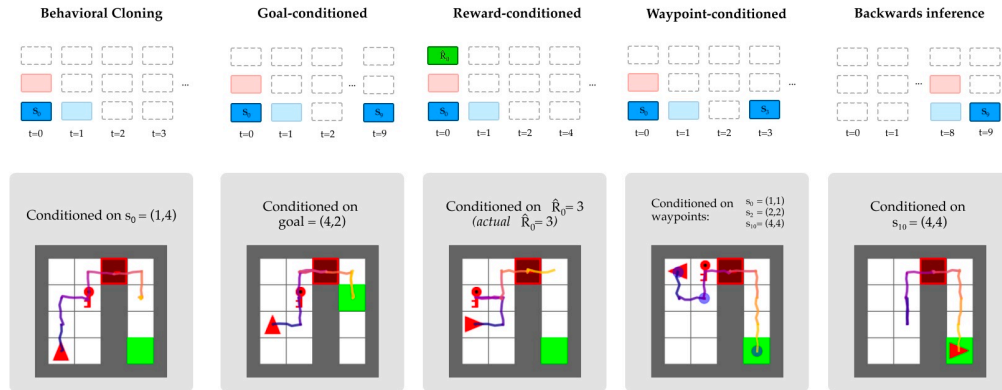 Behavioral Cloning
Goal-conditioned
Reward-conditioned
Waypoint-conditioned
Backwards inference
R̂₀
...
...
...
...
...
s₀
s₀
s₉
s₀
s₀
s₃
s₉
t=0 t=1 t=2 t=3
t=0 t=1 t=2 t=9
t=0 t=1 t=2 t=4
t=0 t=1 t=2 t=3
t=0 t=1 t=8 t=9
Conditioned on s₀ = (1,4)
Conditioned on
goal = (4,2)
Conditioned on R̂₀ = 3
(actual R̂₀ = 3)
Conditioned on
waypoints:
s₀ = (1,1)
s₂ = (2,2)
s₁₀ = (4,4)
Conditioned on
s₁₀ = (4,4)